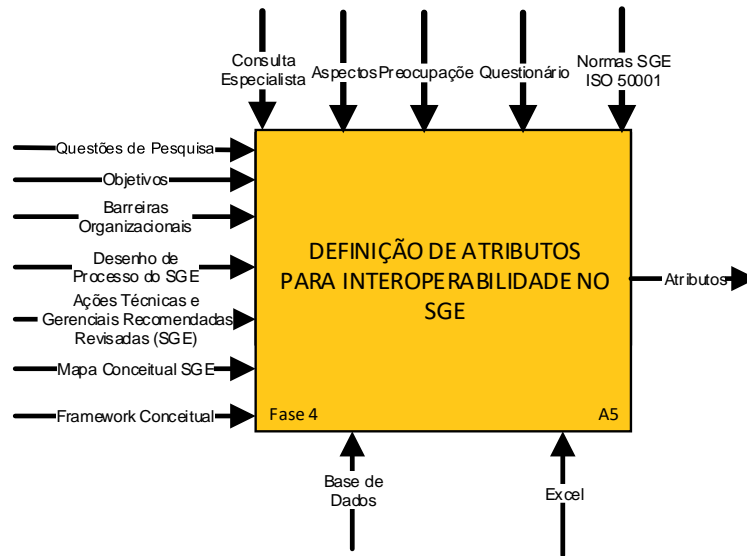 Consulta
Especialista
Aspectos
Preocupaçõe
Questionário
Normas SGE
ISO 50001
Questões de Pesquisa
Objetivos
Barreiras
Organizacionais
Desenho de
Processo do SGE
Ações Técnicas e
Gerenciais Recomendadas
Revisadas (SGE)
Mapa Conceitual SGE
Framework Conceitual
DEFINIÇÃO DE ATRIBUTOS
PARA INTEROPERABILIDADE NO
SGE
Fase 4
A5
Atributos
Base de
Dados
Excel